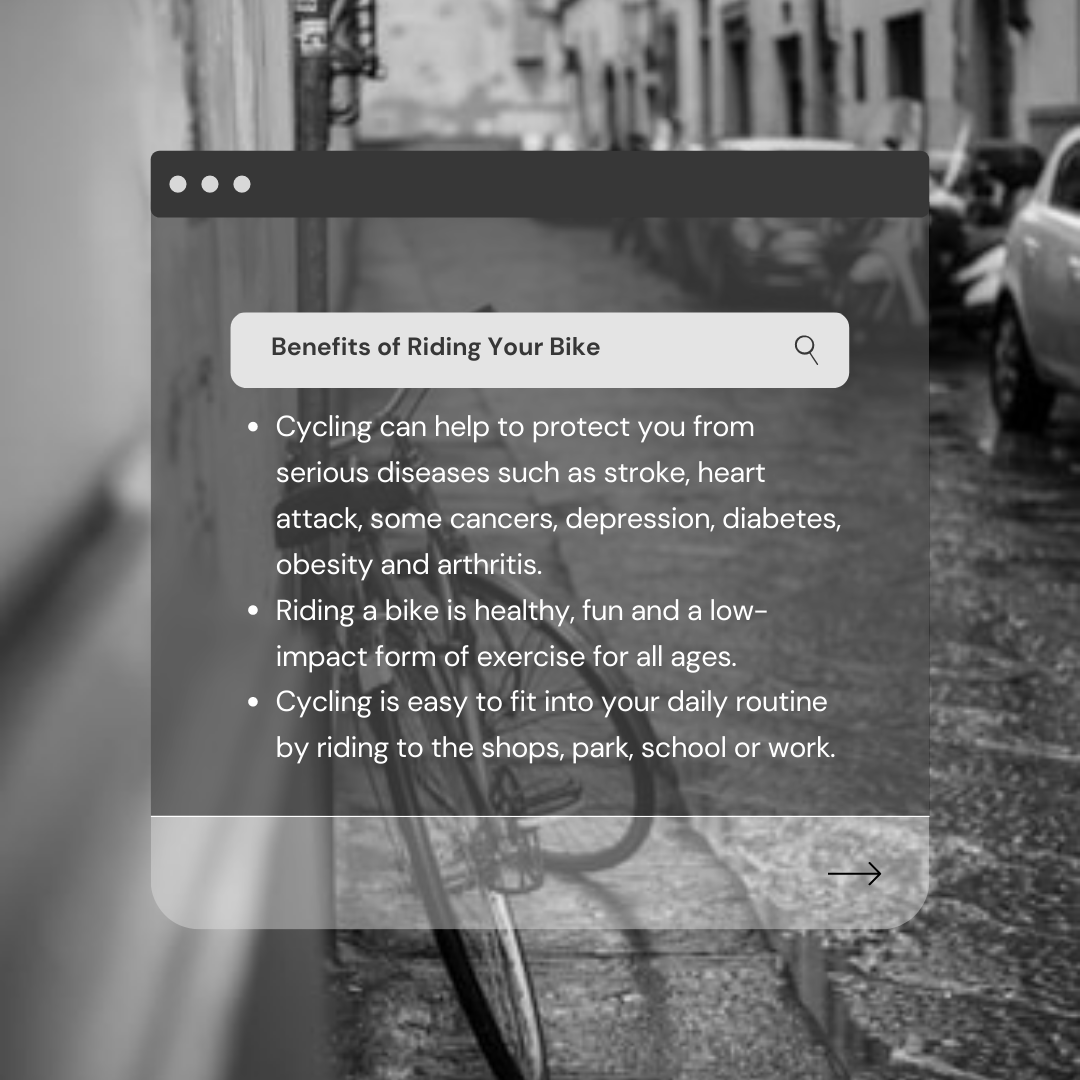 Benefits of Riding Your Bike
• Cycling can help to protect you from
serious diseases such as stroke, heart
attack, some cancers, depression, diabetes,
obesity and arthritis.
• Riding a bike is healthy, fun and a low-
impact form of exercise for all ages.
• Cycling is easy to fit into your daily routine
by riding to the shops, park, school or work.